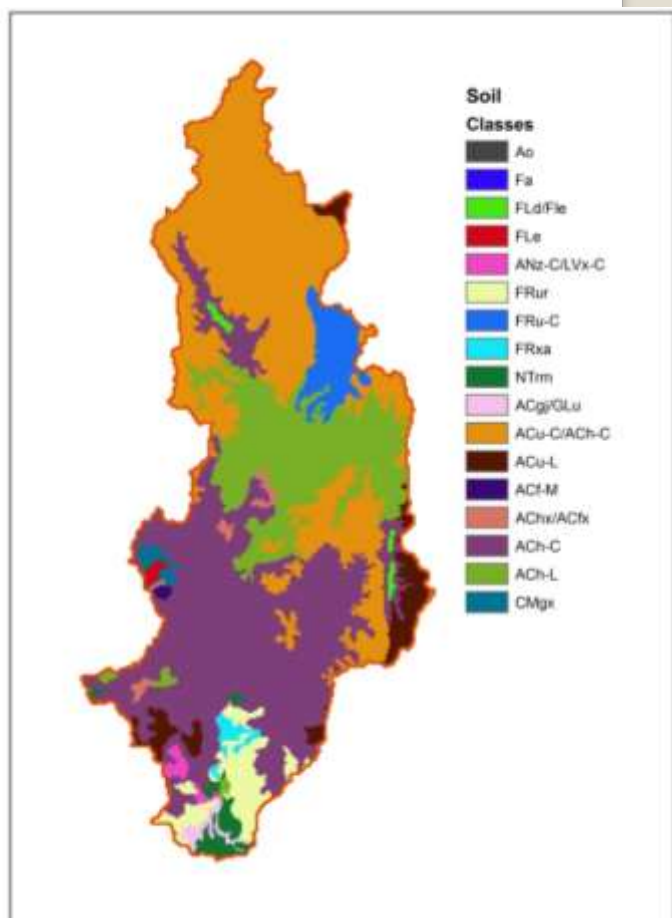 Soil
Classes
Ao
Fa
FLd/Fle
FLe
ANz-C/LVx-C
FRur
FRu-C
FRxa
NTrm
ACgj/GLu
ACu-C/ACh-C
ACu-L
ACf-M
AChx/ACfx
ACh-C
ACh-L
CMgx